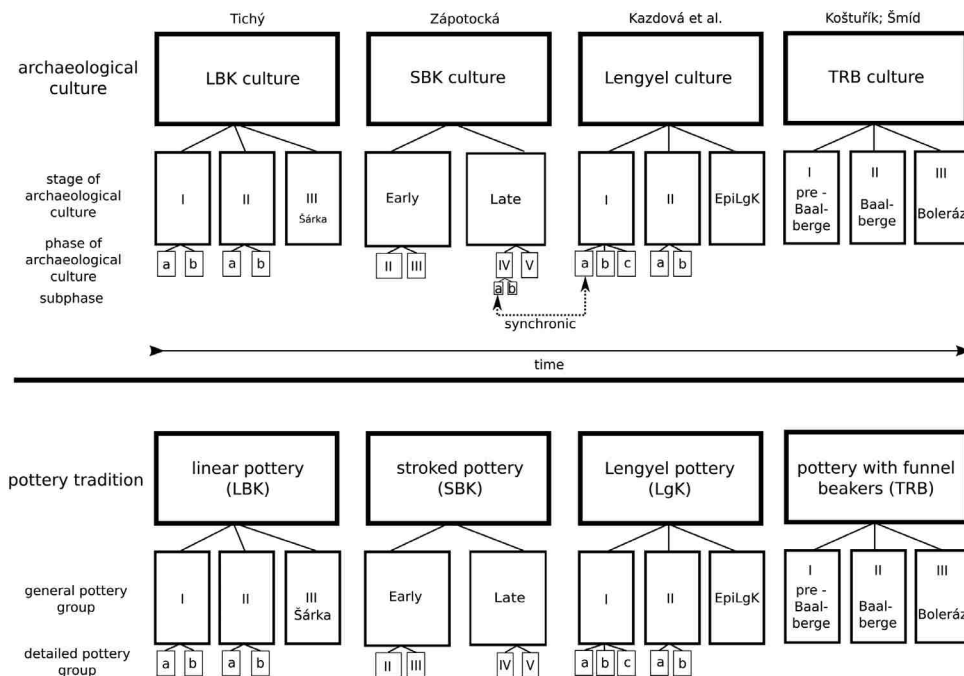 Tichý Zápotocká Kazdová et al. Koštuřík; Šmíd
archaeological
culture
LBK culture SBK culture Lengyel culture TRB culture
stage of
archaeological
culture
I II III
Šárka
Early Late
I II EpiLgK
I
pre -
Baal-
berge
II
Baal-
berge
III
Boleráz
phase of
archaeological
culture
a b a b II III IV V a b c a b
subphase
a b
synchronic
time
pottery tradition
linear pottery
(LBK)
stroked pottery
(SBK)
Lengyel pottery
(LgK)
pottery with funnel
beakers (TRB)
general pottery
group
I II III
Šárka
Early Late
I II EpiLgK
I
pre -
Baal-
berge
II
Baal-
berge
III
Boleráz
detailed pottery
group
a b a b II III IV V a b c a b